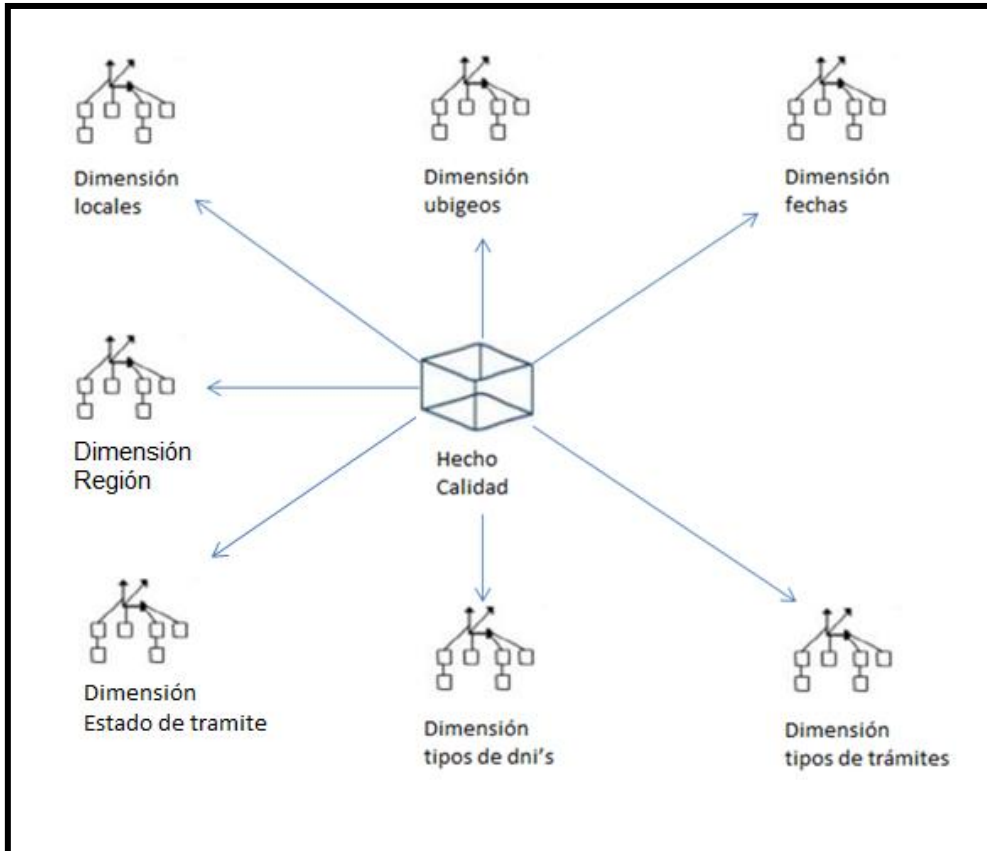 Dimensión
locales
Dimensión
ubigeos
Dimensión
fechas
Dimensión
Región
Hecho
Calidad
Dimensión
Estado de tramite
Dimensión
tipos de dni's
Dimensión
tipos de trámites